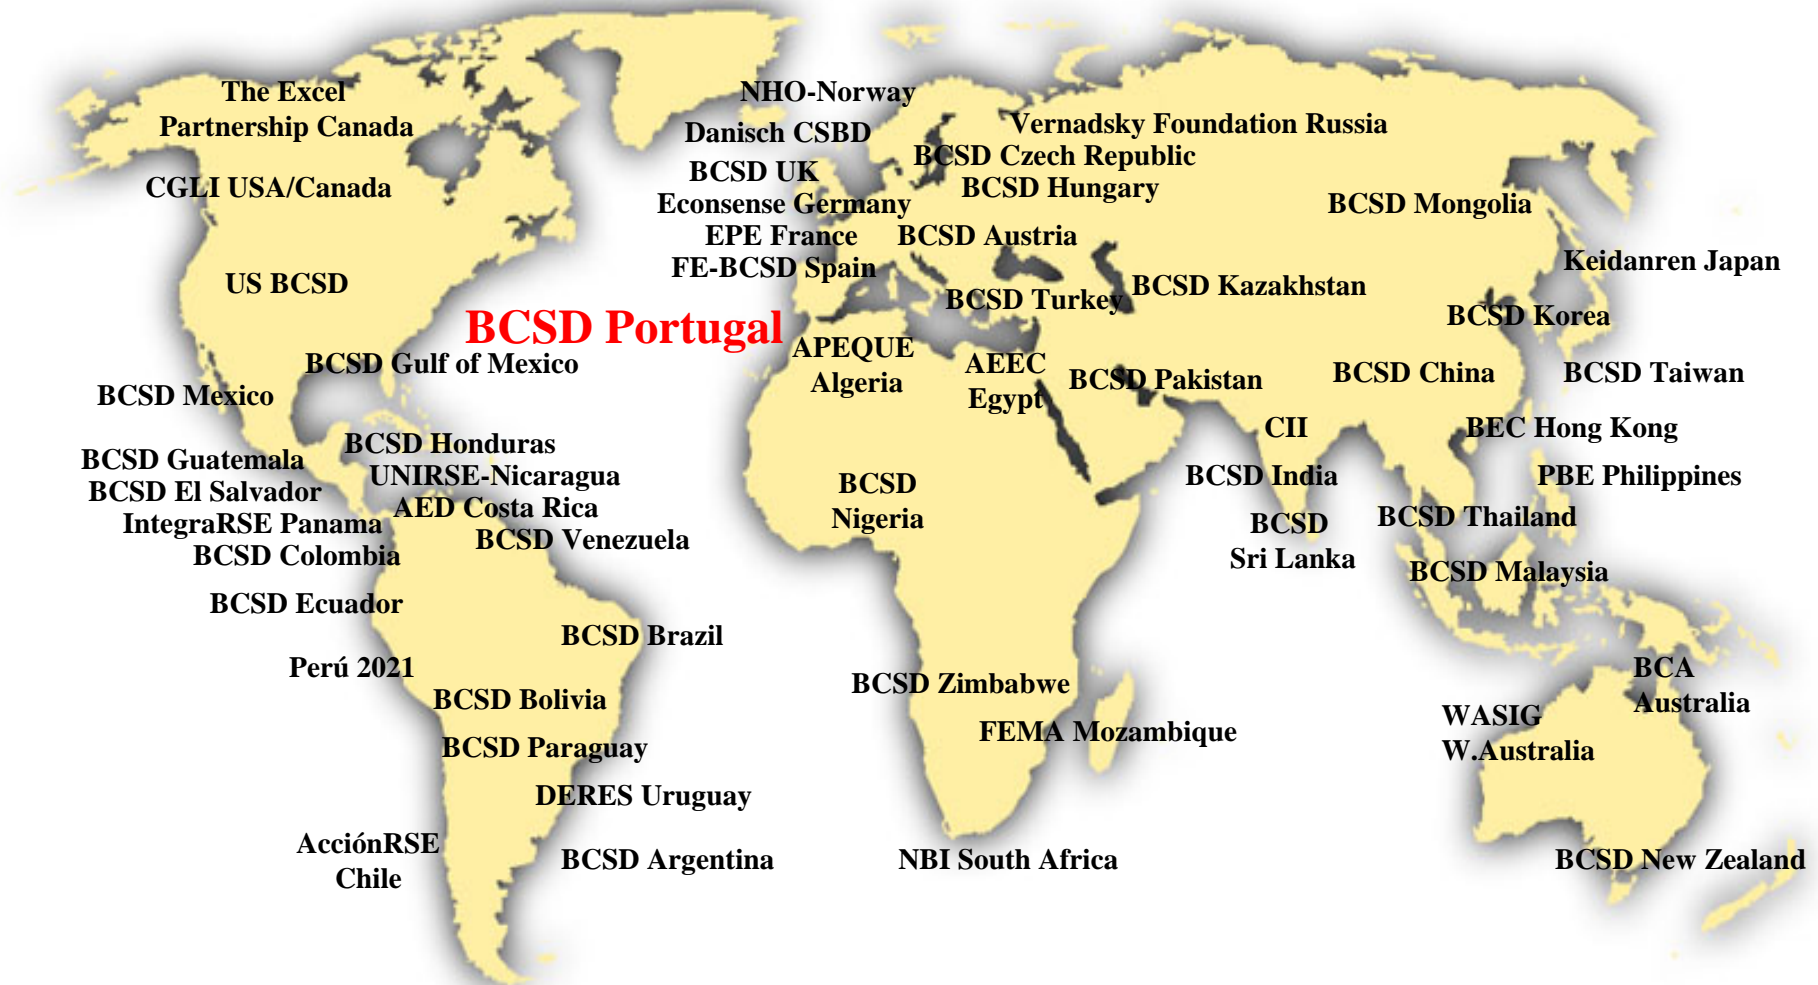 The Excel
Partnership Canada
CGLI USA/Canada
US BCSD
BCSD Gulf of Mexico
BCSD Mexico
BCSD Honduras
BCSD Guatemala
UNIRSE-Nicaragua
BCSD El Salvador
AED Costa Rica
IntegraRSE Panama
BCSD Venezuela
BCSD Colombia
BCSD Ecuador
BCSD Brazil
Perú 2021
BCSD Bolivia
BCSD Paraguay
DERES Uruguay
AcciónRSE
Chile
BCSD Argentina
NHO-Norway
Danisch CSBD
BCSD UK
Econsense Germany
EPE France
FE-BCSD Spain
BCSD Portugal
Vernadsky Foundation Russia
BCSD Czech Republic
BCSD Hungary
BCSD Austria
BCSD Turkey
BCSD Kazakhstan
BCSD Mongolia
Keidanren Japan
BCSD Korea
BCSD China
BCSD Taiwan
BCSD Pakistan
APEQUE
Algeria
AEEC
Egypt
CII
BCSD India
BEC Hong Kong
PBE Philippines
BCSD
Nigeria
BCSD
Sri Lanka
BCSD Thailand
BCSD Malaysia
BCSD Zimbabwe
FEMA Mozambique
NBI South Africa
BCA
Australia
WASIG
W.Australia
BCSD New Zealand